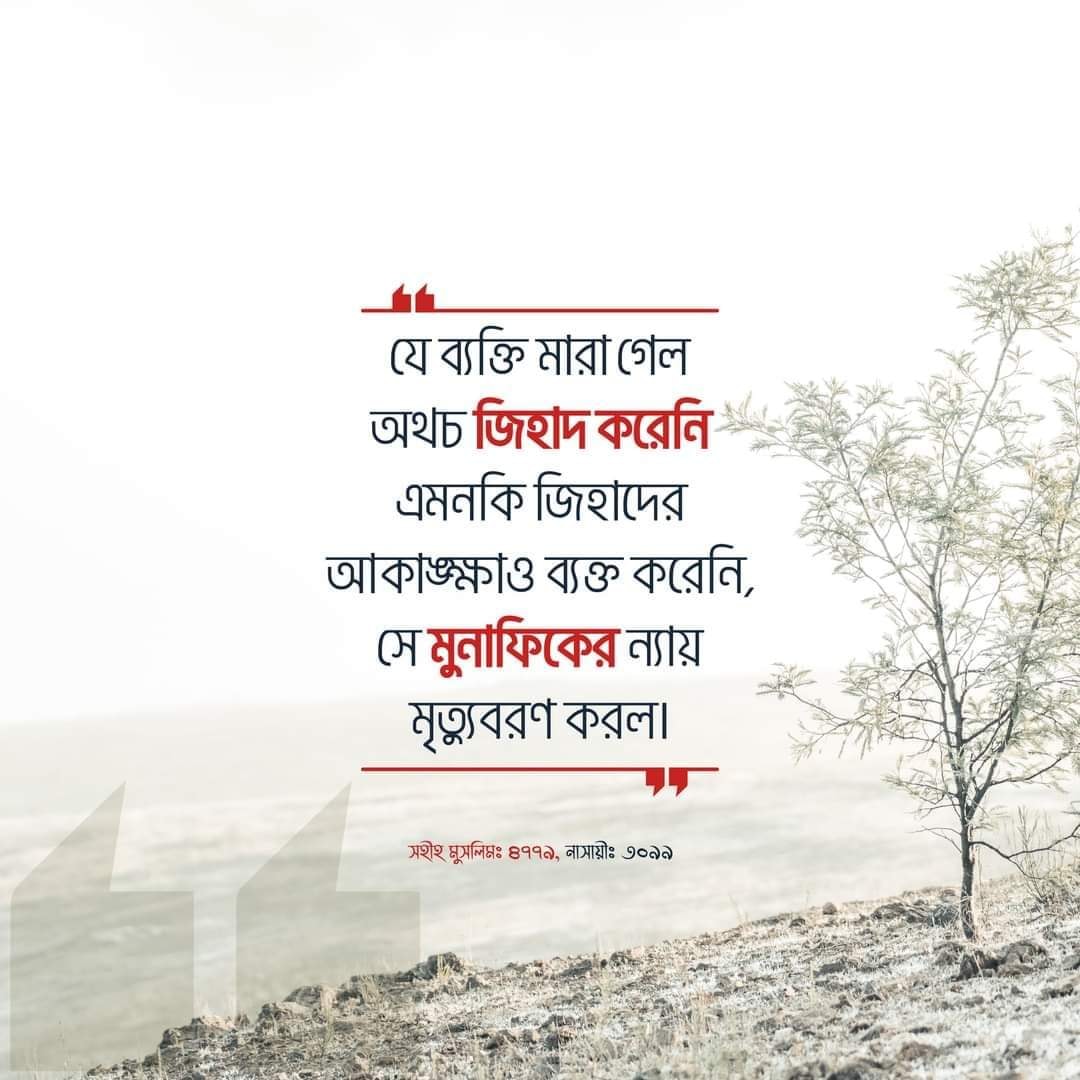 যে ব্যক্তি মারা গেল
অথচ জিহাদ করেনি
এমনকি জিহাদের
আকাঙ্ক্ষাও ব্যক্ত করেনি,
সে মুনাফিকের ন্যায়
মৃত্যুবরণ করল।
সহীহ মুসলিমঃ ৪৭৭৯, নাসায়ীঃ ৩০৯৯